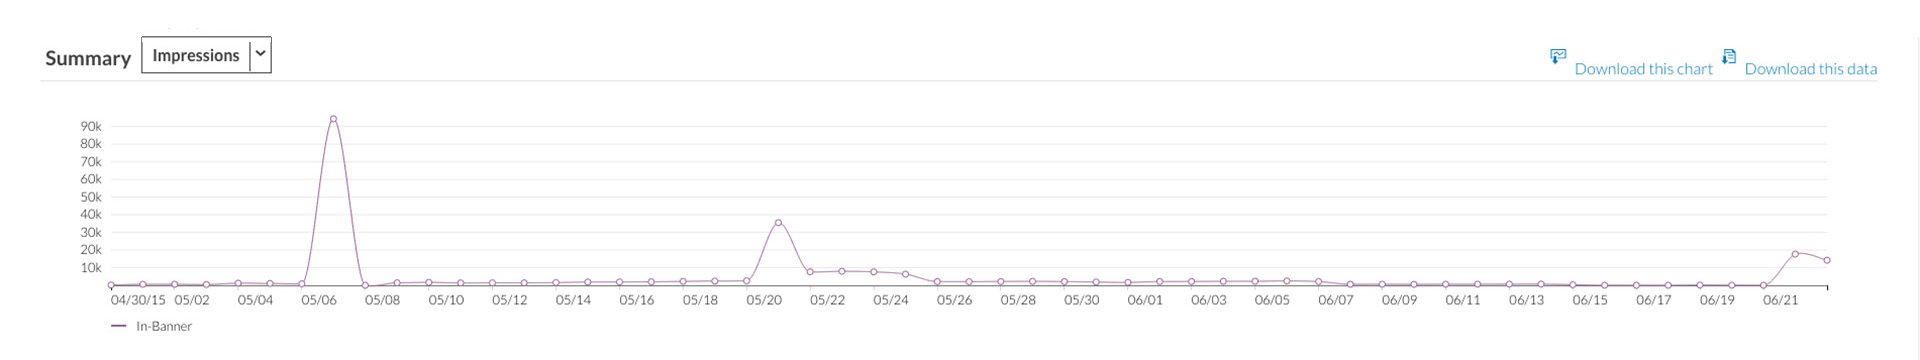 Summary Impressions Download this chart Download this data
90k
80k
70k
60k
50k
40k
30k
20k
10k
04/30/15 05/02 05/04 05/06 05/08 05/10 05/12 05/14 05/16 05/18 05/20 05/22 05/24 05/26 05/28 05/30 06/01 06/03 06/05 06/07 06/09 06/11 06/13 06/15 06/17 06/19 06/21
In-Banner